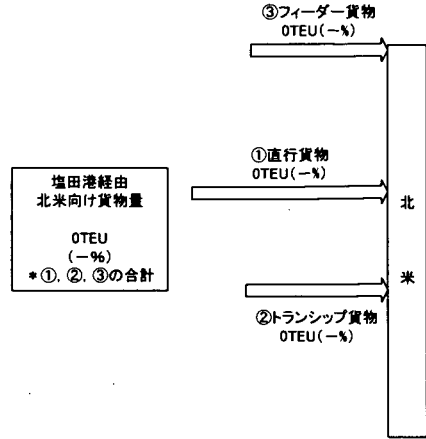 ③フィーダー貨物
0TEU(－%)
①直行貨物
0TEU(－%)
塩田港経由
北米向け貨物量
0TEU
(－%)
*①, ②, ③の合計
北
米
②トランシップ貨物
0TEU(－%)